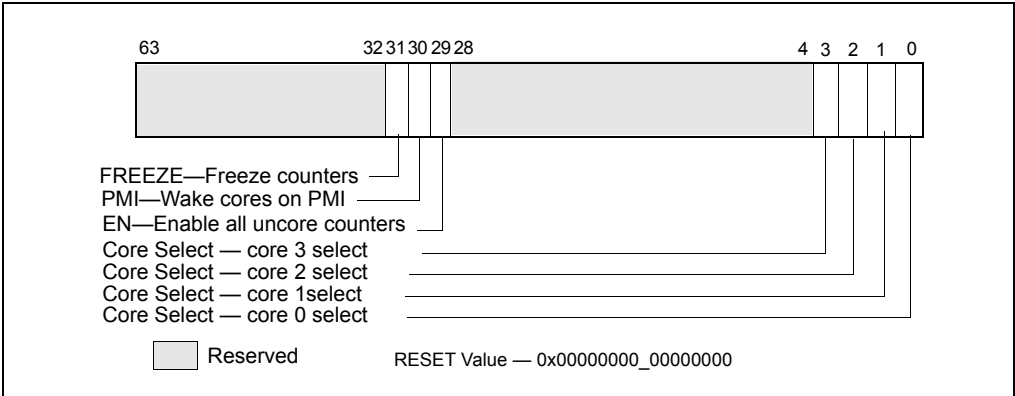 63 32 31 30 29 28 4 3 2 1 0
FREEZE—Freeze counters
PMI—Wake cores on PMI
EN—Enable all uncore counters
Core Select — core 3 select
Core Select — core 2 select
Core Select — core 1select
Core Select — core 0 select
Reserved RESET Value — 0x00000000_00000000